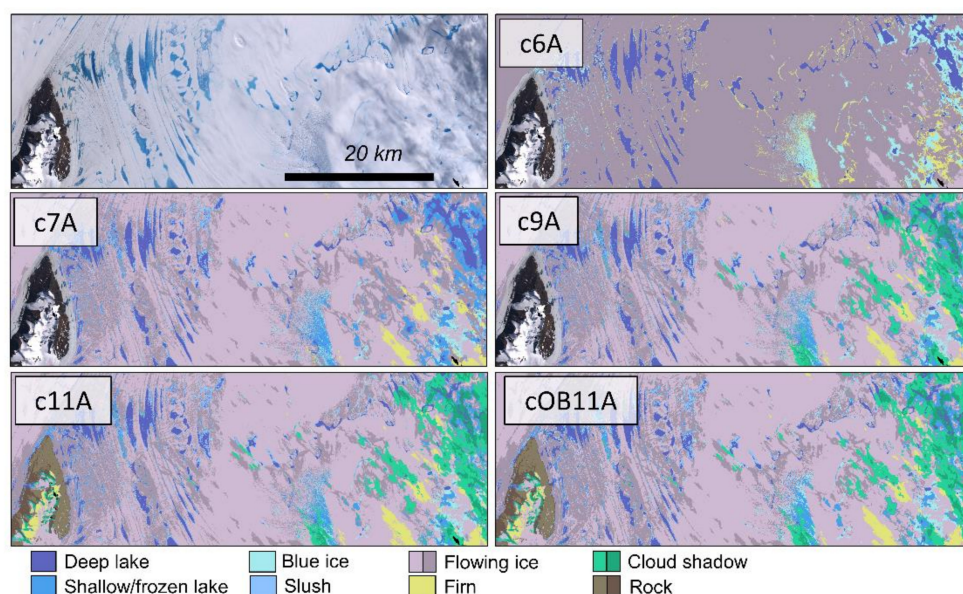 c6A
20 km
c7A
c9A
c11A
cOB11A
Deep lake
Blue ice
Flowing ice
Cloud shadow
Shallow/frozen lake
Slush
Firn
Rock